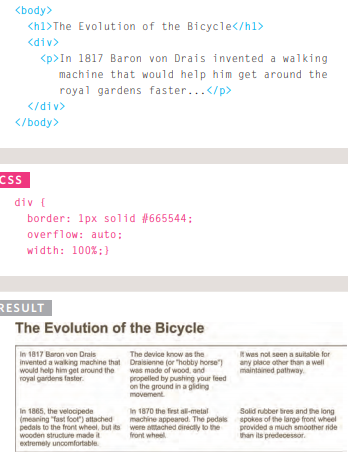 <body>
<h1>The Evolution of the Bicycle</h1>
<div>
<p>In 1817 Baron von Drais invented a walking
machine that would help him get around the
royal gardens faster...</p>
</div>
</body>
CSS
div {
border: 1px solid #665544;
overflow: auto;
width: 100%;}
RESULT
The Evolution of the Bicycle
In 1817 Baron von Drais
invented a walking machine that
would help him get around the
royal gardens faster.
The device know as the
Draisienne (or "hobby horse")
was made of wood, and
propelled by pushing your feed
on the ground in a gliding
movement.
It was not seen a suitable for
any place other than a well
maintained pathway.
In 1865, the velocipede
(meaning "fast foot") attached
pedals to the front wheel, but its
wooden structure made it
extremely uncomfortable.
In 1870 the first all-metal
machine appeared. The pedals
were atttached directly to the
front wheel.
Solid rubber tires and the long
spokes of the large front wheel
provided a much smoother ride
than its predecessor.